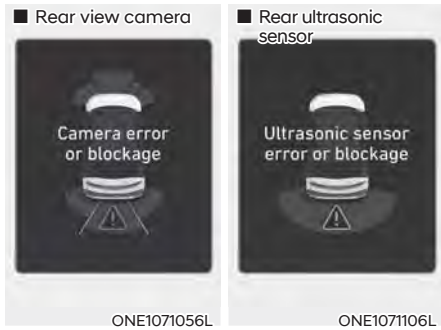 ■ Rear view camera
Camera error
or blockage
ONE1071056L
■ Rear ultrasonic
sensor
Ultrasonic sensor
error or blockage
ONE1071106L